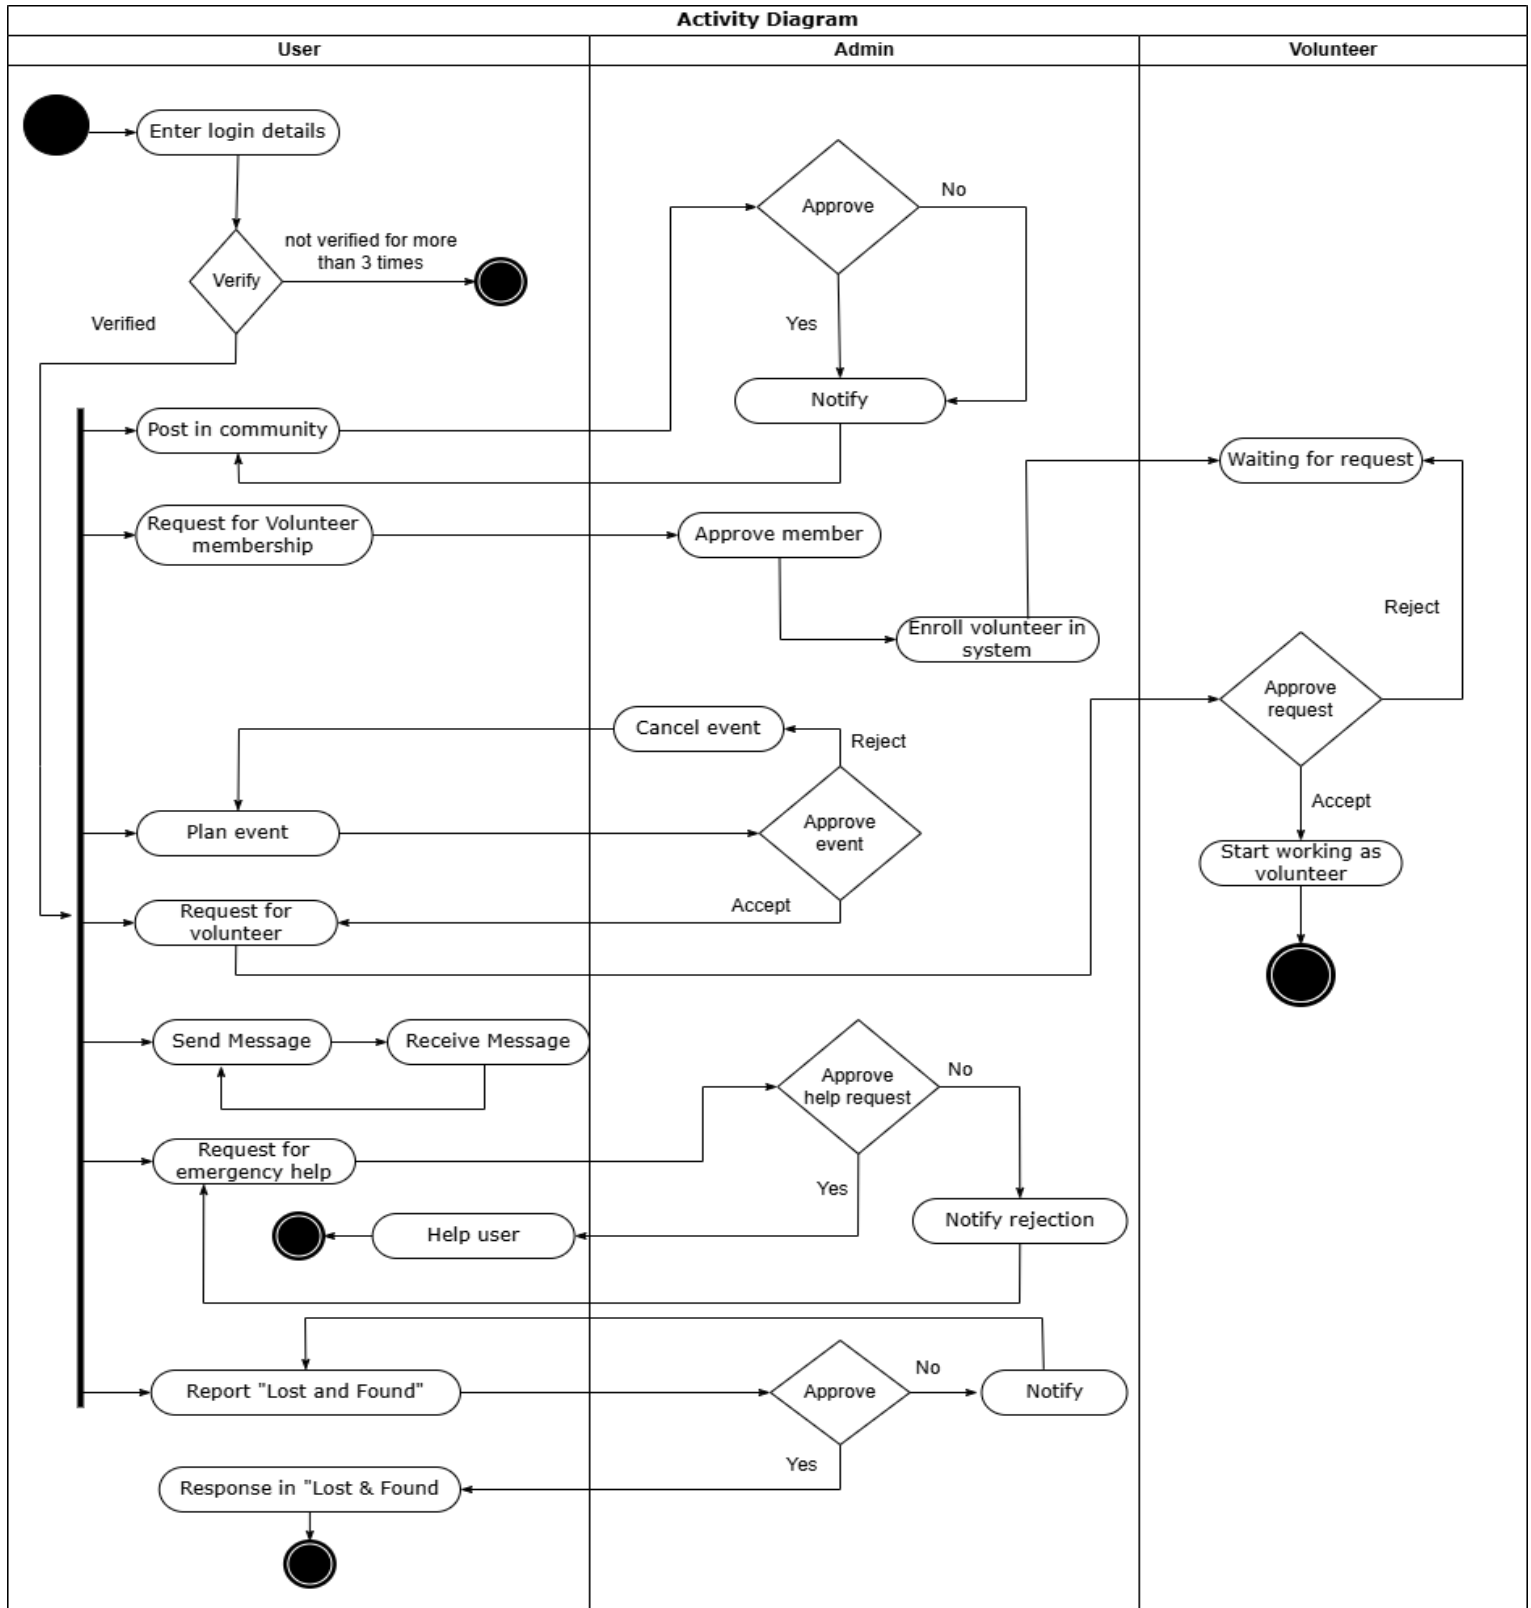 Activity Diagram
User
Admin
Volunteer
Enter login details
Verify
not verified for more
than 3 times
Verified
Approve
No
Yes
Notify
Post in community
Waiting for request
Request for Volunteer
membership
Approve member
Enroll volunteer in
system
Reject
Approve
request
Accept
Start working as
volunteer
Cancel event
Reject
Plan event
Approve
event
Accept
Request for
volunteer
Send Message
Receive Message
Approve
help request
No
Yes
Request for
emergency help
Notify rejection
Help user
Report "Lost and Found"
Approve
No
Notify
Yes
Response in "Lost & Found